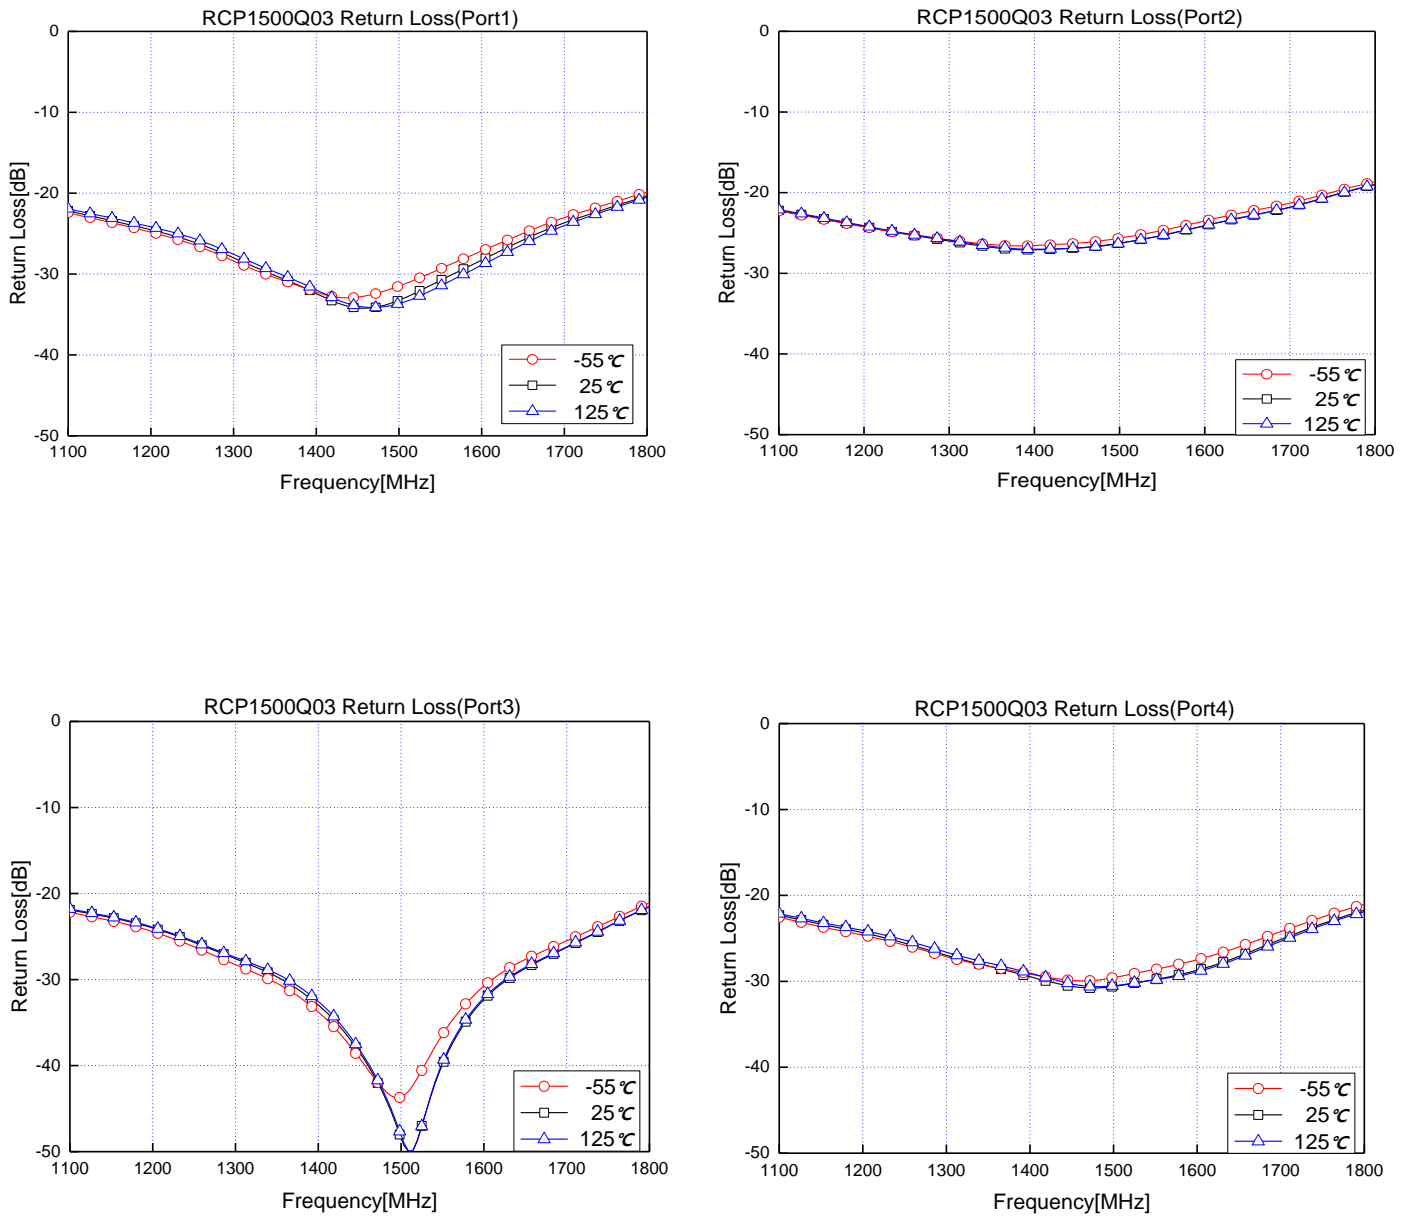 RCP1500Q03 Return Loss(Port1)
0
-10
-20
-30
-40
-50
Return Loss[dB]
-55℃
25℃
125℃
1100 1200 1300 1400 1500 1600 1700 1800
Frequency[MHz]
RCP1500Q03 Return Loss(Port2)
0
-10
-20
-30
-40
-50
Return Loss[dB]
-55℃
25℃
125℃
1100 1200 1300 1400 1500 1600 1700 1800
Frequency[MHz]
RCP1500Q03 Return Loss(Port3)
0
-10
-20
-30
-40
-50
Return Loss[dB]
-55℃
25℃
125℃
1100 1200 1300 1400 1500 1600 1700 1800
Frequency[MHz]
RCP1500Q03 Return Loss(Port4)
0
-10
-20
-30
-40
-50
Return Loss[dB]
-55℃
25℃
125℃
1100 1200 1300 1400 1500 1600 1700 1800
Frequency[MHz]